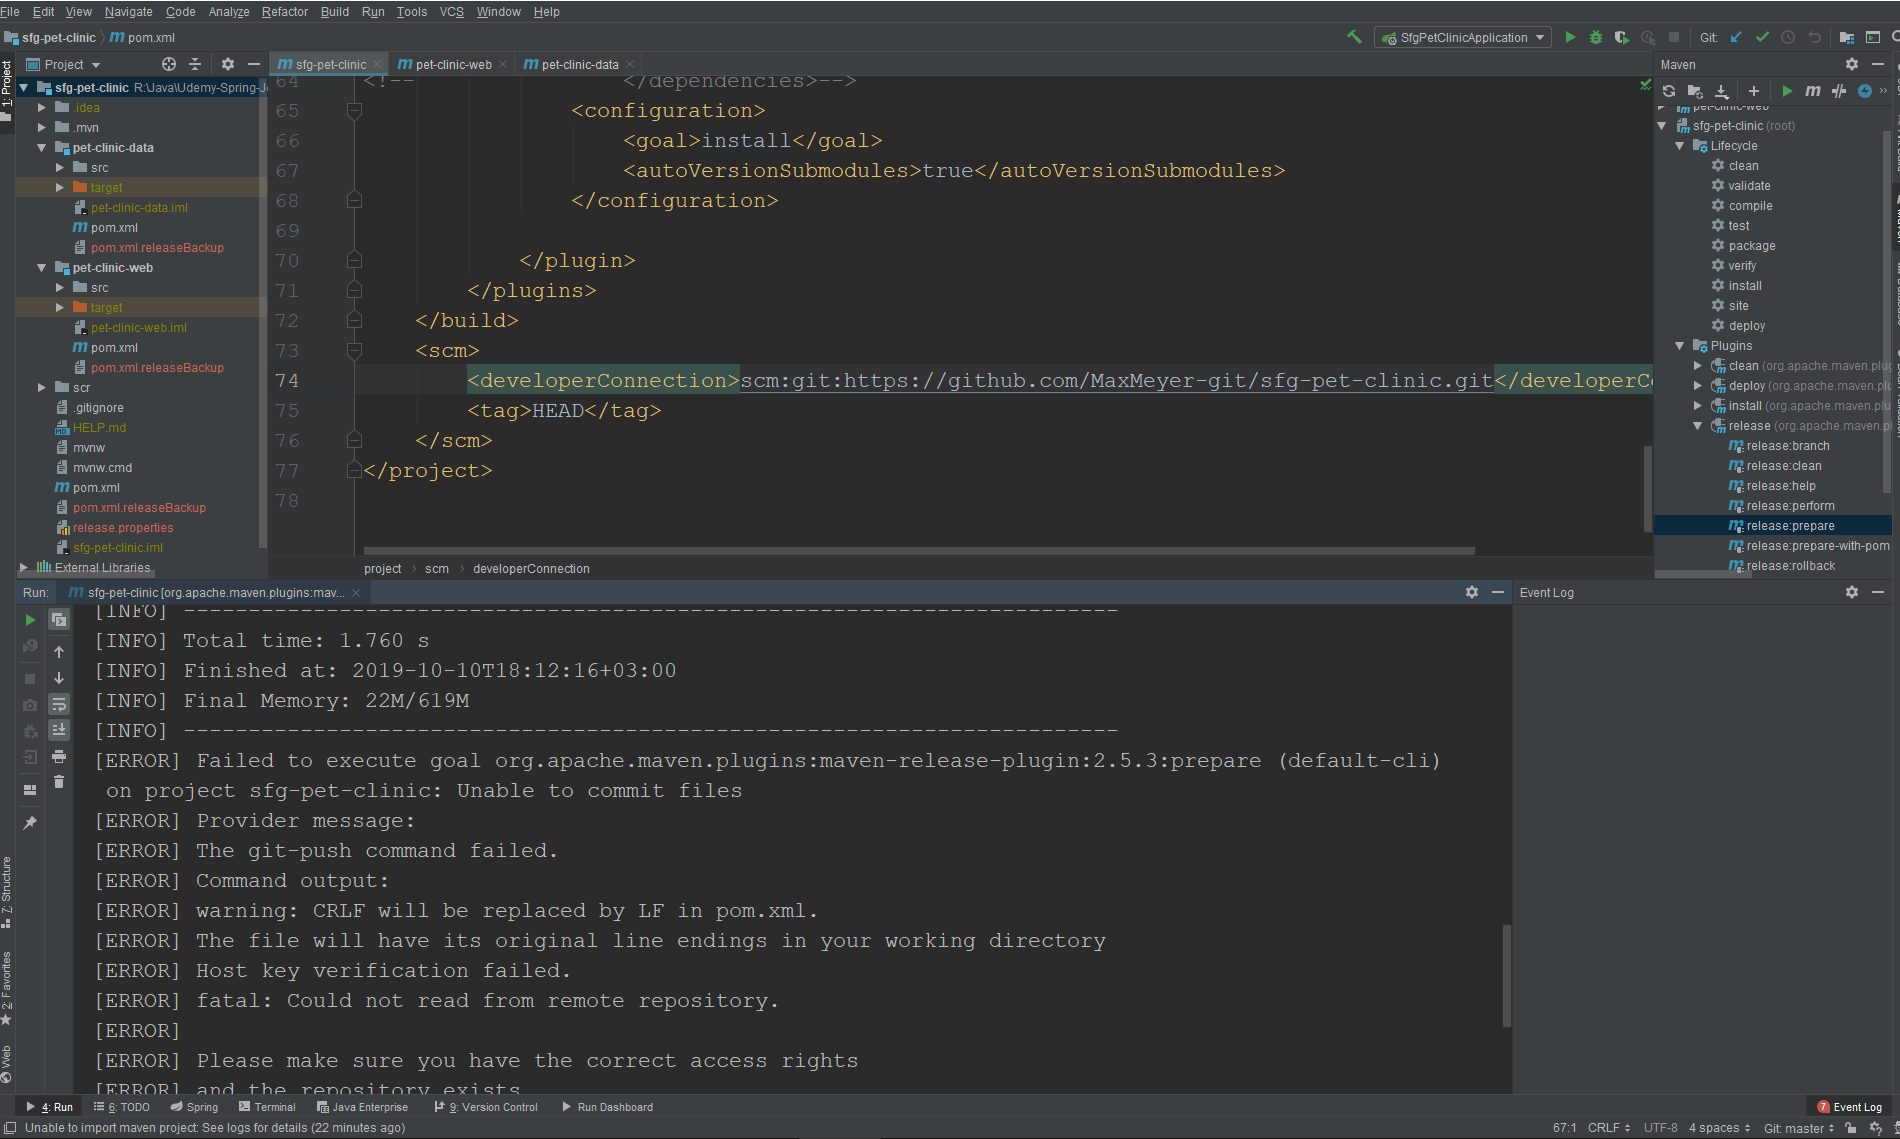 File Edit View Navigate Code Analyze Refactor Build Run Tools VCS Window Help
sfg-pet-clinic pom.xml
SfgPetClinicApplication
Git:
1: Project
Project
sfg-pet-clinic R:\Java\Udemy-Spring-J
.idea
.mvn
pet-clinic-data
src
target
pet-clinic-data.iml
pom.xml
pom.xml.releaseBackup
pet-clinic-web
src
target
pet-clinic-web.iml
pom.xml
pom.xml.releaseBackup
scr
.gitignore
HELP.md
mvnw
mvnw.cmd
pom.xml
pom.xml.releaseBackup
release.properties
sfg-pet-clinic.iml
External Libraries
sfg-pet-clinic pet-clinic-web pet-clinic-data
64 <!-- </dependencies>-->
65 <configuration>
66 <goal>install</goal>
67 <autoVersionSubmodules>true</autoVersionSubmodules>
68 </configuration>
69
70 </plugin>
71 </plugins>
72 </build>
73 <scm>
74 <developerConnection>scm:git:https://github.com/MaxMeyer-git/sfg-pet-clinic.git</developerCo
75 <tag>HEAD</tag>
76 </scm>
77 </project>
78
project scm developerConnection
Maven
pet-clinic-web
sfg-pet-clinic (root)
Lifecycle
clean
validate
compile
test
package
verify
install
site
deploy
Plugins
clean (org.apache.maven.plu
deploy (org.apache.maven.plu
install (org.apache.maven.plu
release (org.apache.maven.pl
release:branch
release:clean
release:help
release:perform
release:prepare
release:prepare-with-pom
release:rollback
Run: sfg-pet-clinic [org.apache.maven.plugins:mav...
[INFO] ------------------------------------------------------------------------
[INFO] Total time: 1.760 s
[INFO] Finished at: 2019-10-10T18:12:16+03:00
[INFO] Final Memory: 22M/619M
[INFO] ------------------------------------------------------------------------
[ERROR] Failed to execute goal org.apache.maven.plugins:maven-release-plugin:2.5.3:prepare (default-cli)
on project sfg-pet-clinic: Unable to commit files
[ERROR] Provider message:
[ERROR] The git-push command failed.
[ERROR] Command output:
[ERROR] warning: CRLF will be replaced by LF in pom.xml.
[ERROR] The file will have its original line endings in your working directory
[ERROR] Host key verification failed.
[ERROR] fatal: Could not read from remote repository.
[ERROR]
[ERROR] Please make sure you have the correct access rights
[ERROR] and the repository exists.
Event Log
7: Structure
2: Favorites
Web
4: Run 6: TODO Spring Terminal Java Enterprise 9: Version Control Run Dashboard
7 Event Log
Unable to import maven project: See logs for details (22 minutes ago)
67:1 CRLF UTF-8 4 spaces Git: master